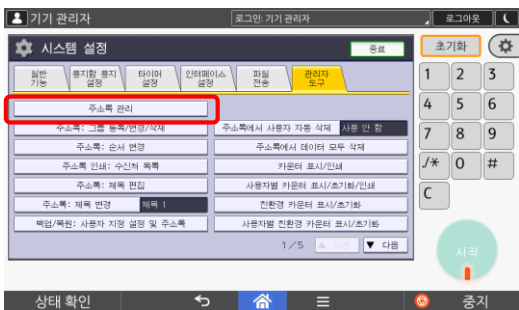 기기 관리자
로그인: 기기 관리자
로그아웃
시스템 설정
종료
초기화
일반 기능
용지함 용지 설정
타이머 설정
인터페이스 설정
파일 전송
관리자 도구
주소록 관리
주소록: 그룹 등록/변경/삭제
주소록에서 사용자 자동 삭제
사용 안 함
주소록: 순서 변경
주소록에서 데이터 모두 삭제
주소록 인쇄: 수신처 목록
카운터 표시/인쇄
주소록: 제목 편집
사용자별 카운터 표시/초기화/인쇄
주소록: 제목 변경
제목 1
친환경 카운터 표시/초기화
백업/복원: 사용자 지정 설정 및 주소록
사용자별 친환경 카운터 표시/초기화
1/5
▲ 이전
▼ 다음
1 2 3
4 5 6
7 8 9
./* 0 #
C
시작
상태 확인
중지